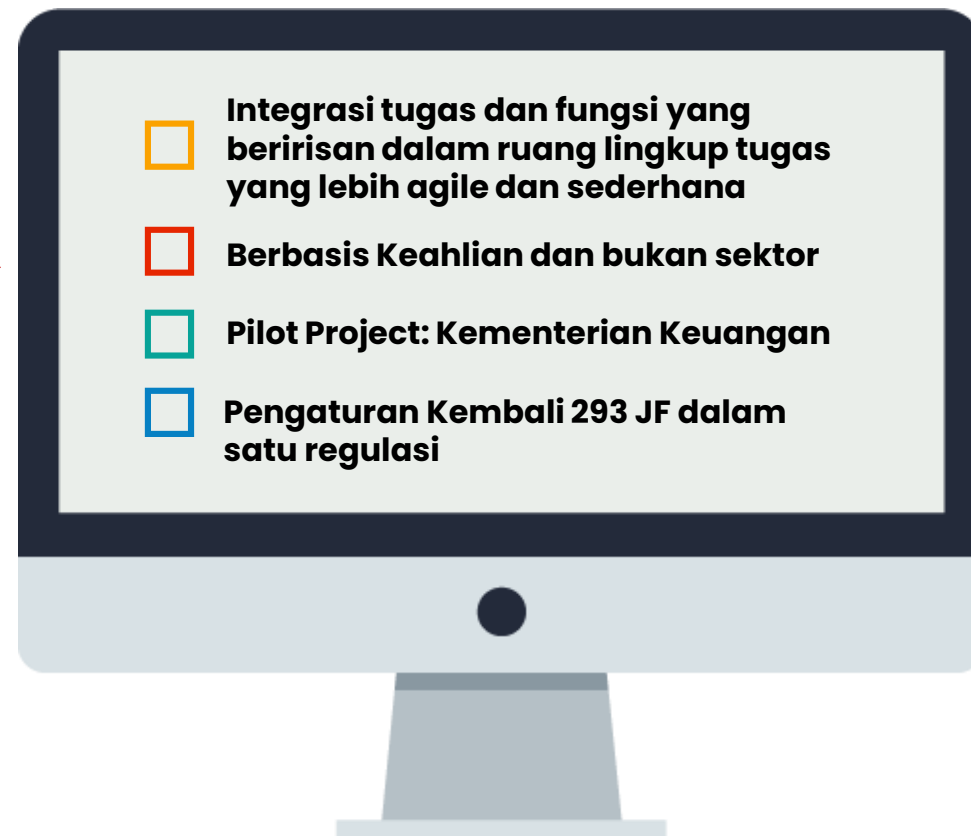 Integrasi tugas dan fungsi yang
beririsan dalam ruang lingkup tugas
yang lebih agile dan sederhana
Berbasis Keahlian dan bukan sektor
Pilot Project: Kementerian Keuangan
Pengaturan Kembali 293 JF dalam
satu regulasi